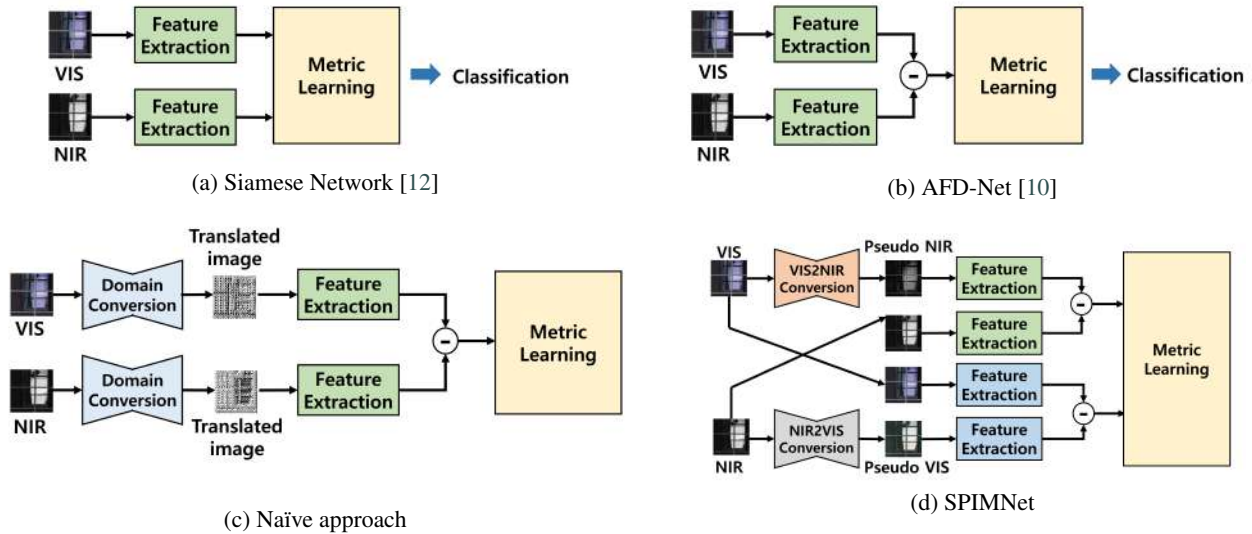 VIS
Feature
Extraction
NIR
Feature
Extraction
Metric
Learning
Classification
(a) Siamese Network [12]
VIS
Feature
Extraction
NIR
Feature
Extraction
-
Metric
Learning
Classification
(b) AFD-Net [10]
VIS
Domain
Conversion
Translated
image
Feature
Extraction
NIR
Domain
Conversion
Translated
image
Feature
Extraction
-
Metric
Learning
(c) Naïve approach
VIS
VIS2NIR
Conversion
Pseudo NIR
Feature
Extraction
Feature
Extraction
-
Feature
Extraction
NIR
NIR2VIS
Conversion
Pseudo VIS
Feature
Extraction
-
Metric
Learning
(d) SPIMNet